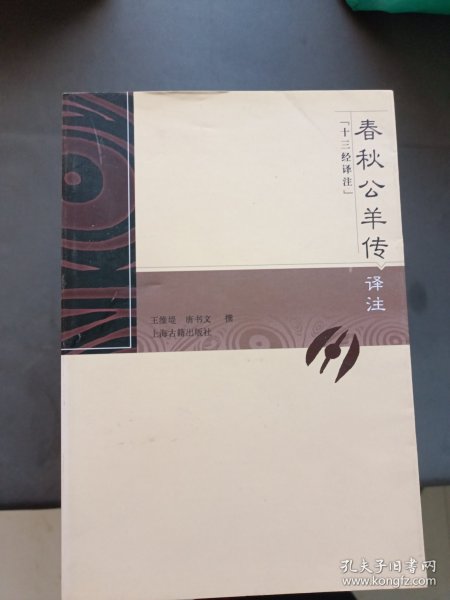 春秋公羊传译注
「十三经译注」
王维堤 唐书文 撰
上海古籍出版社
孔夫子旧书网
www.kongfz.com